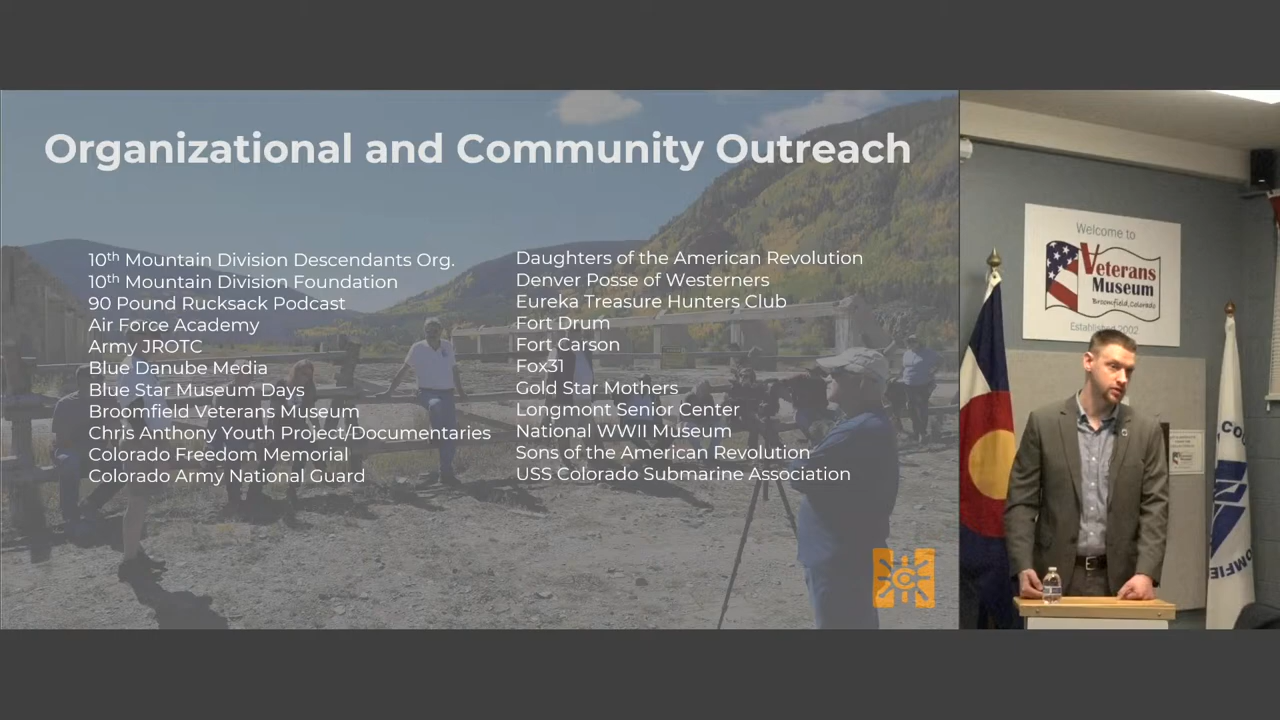 Organizational and Community Outreach
10th Mountain Division Descendants Org.
10th Mountain Division Foundation
90 Pound Rucksack Podcast
Air Force Academy
Army JROTC
Blue Danube Media
Blue Star Museum Days
Broomfield Veterans Museum
Chris Anthony Youth Project/Documentaries
Colorado Freedom Memorial
Colorado Army National Guard
Daughters of the American Revolution
Denver Posse of Westerners
Eureka Treasure Hunters Club
Fort Drum
Fort Carson
Fox31
Gold Star Mothers
Longmont Senior Center
National WWII Museum
Sons of the American Revolution
USS Colorado Submarine Association
Welcome to
Veterans
Museum
Broomfield, Colorado
Established 2002